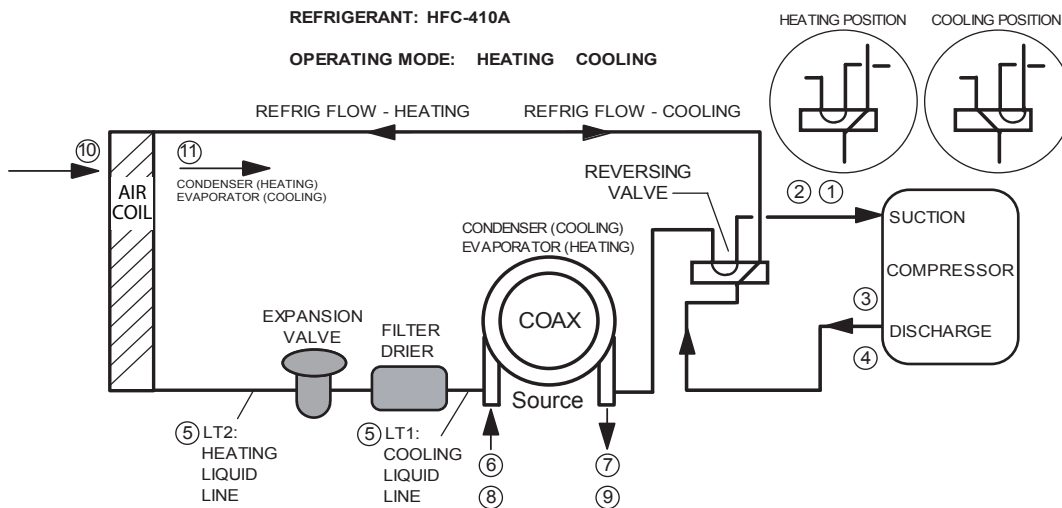 REFRIGERANT: HFC-410A
OPERATING MODE: HEATING COOLING
HEATING POSITION
COOLING POSITION
REFRIG FLOW - HEATING
REFRIG FLOW - COOLING
10
11
AIR
COIL
CONDENSER (HEATING)
EVAPORATOR (COOLING)
REVERSING
VALVE
2 1
SUCTION
COMPRESSOR
3
DISCHARGE
4
CONDENSER (COOLING)
EVAPORATOR (HEATING)
COAX
Source
EXPANSION
VALVE
FILTER
DRIER
5 LT2:
HEATING
LIQUID
LINE
5 LT1:
COOLING
LIQUID
LINE
6
8
7
9